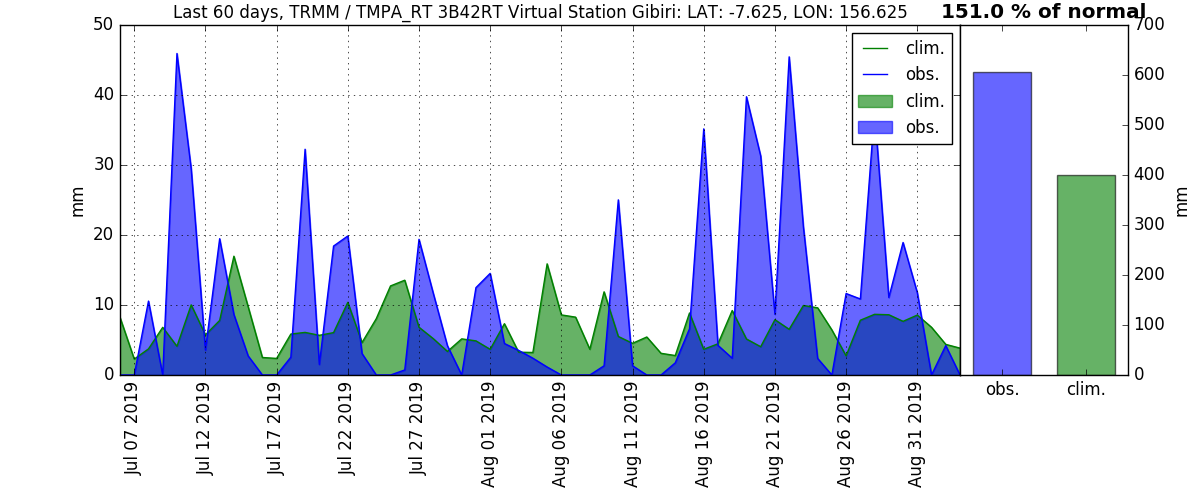 Last 60 days, TRMM / TMPA_RT 3B42RT Virtual Station Gibiri: LAT: -7.625, LON: 156.625
151.0 % of normal
50
40
30
20
10
0
mm
clim.
obs.
clim.
obs.
700
600
500
400
300
200
100
0
mm
Jul 07 2019
Jul 12 2019
Jul 17 2019
Jul 22 2019
Jul 27 2019
Aug 01 2019
Aug 06 2019
Aug 11 2019
Aug 16 2019
Aug 21 2019
Aug 26 2019
Aug 31 2019
obs.
clim.